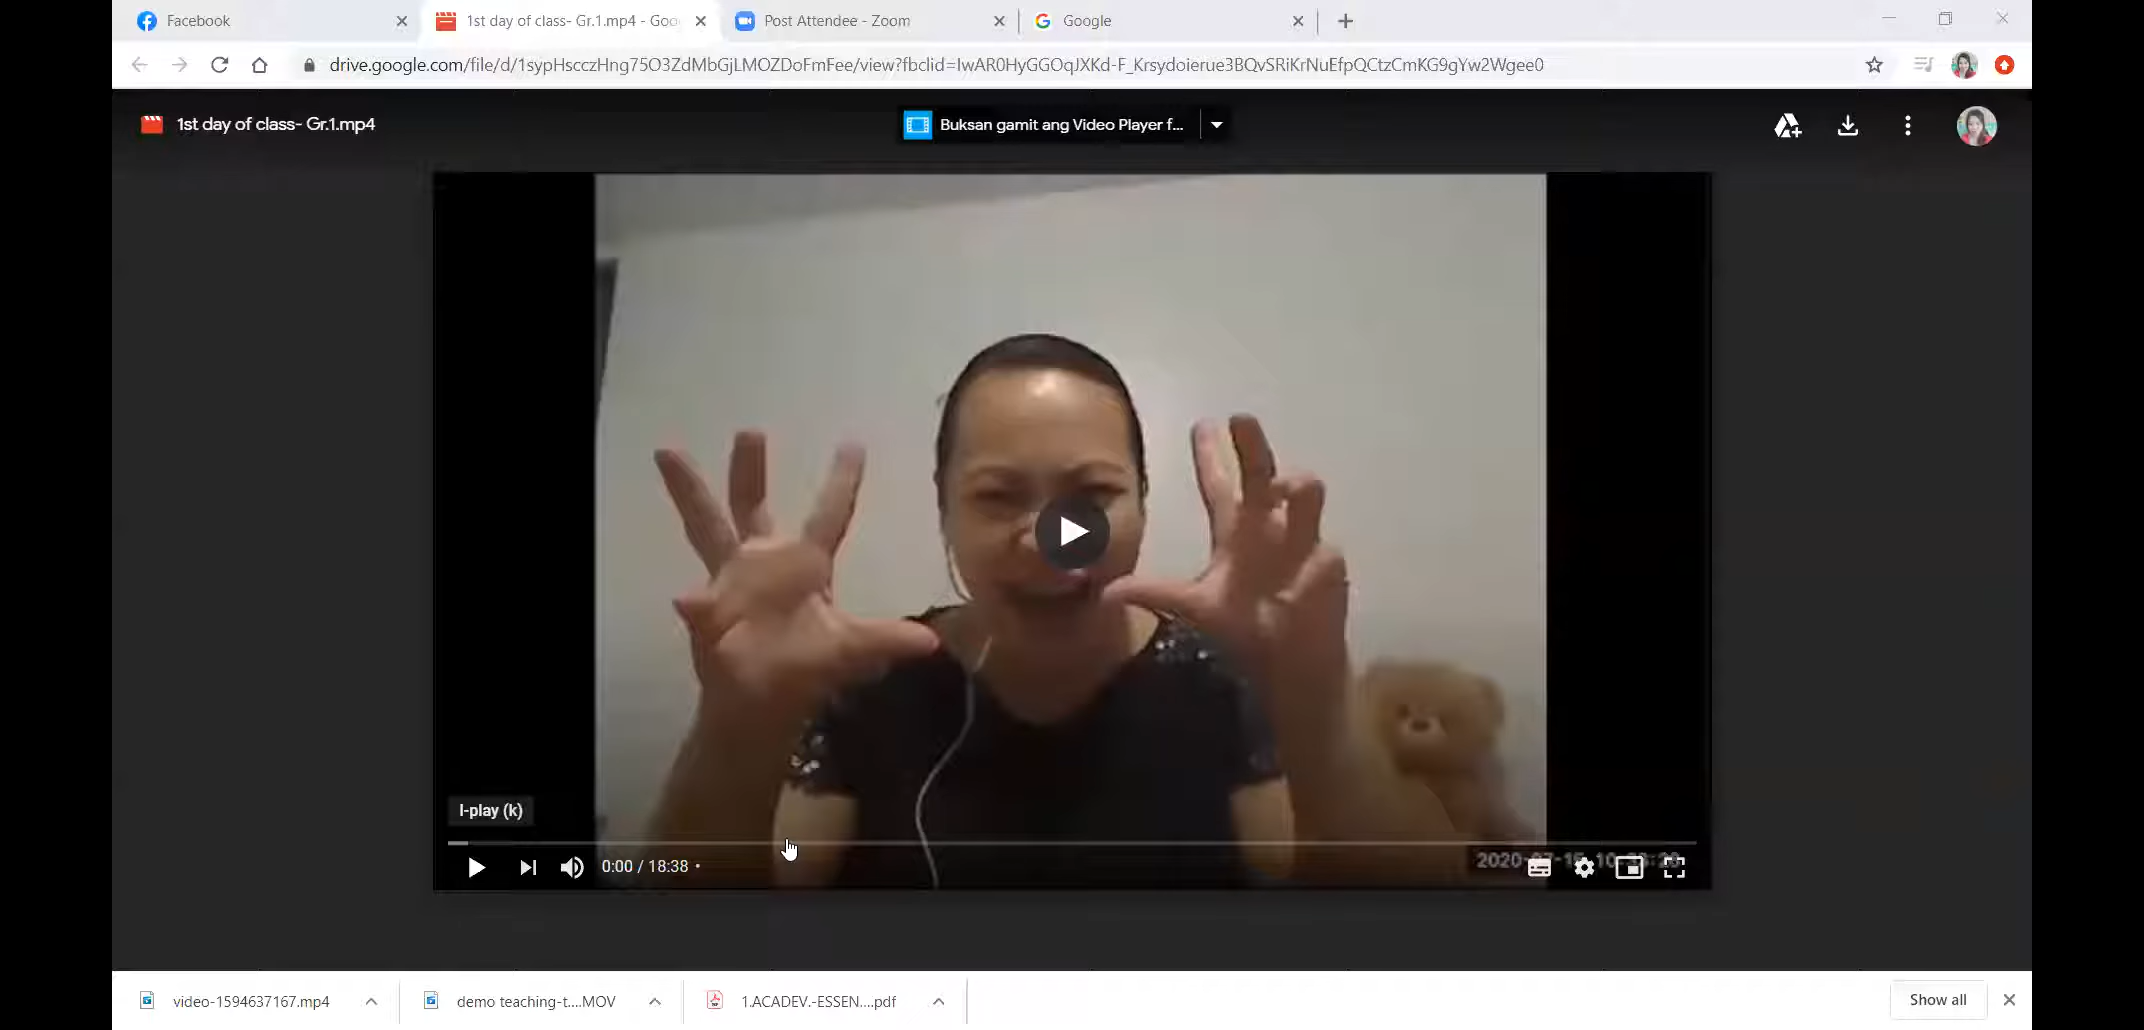 Facebook
1st day of class- Gr.1.mp4 - Goo
Post Attendee - Zoom
Google
drive.google.com/file/d/1sypHscczHng75O3ZdMbGjLMOZDoFmFee/view?fbclid=IwAR0HyGGOqJXKd-F_Krsydoierue3BQvSRiKrNuEfpQCtzCmKG9gYw2Wgee0
1st day of class- Gr.1.mp4
Buksan gamit ang Video Player f...
I-play (k)
0:00 / 18:38
video-1594637167.mp4
demo teaching-t....MOV
1.ACADEV.-ESSEN....pdf
Show all